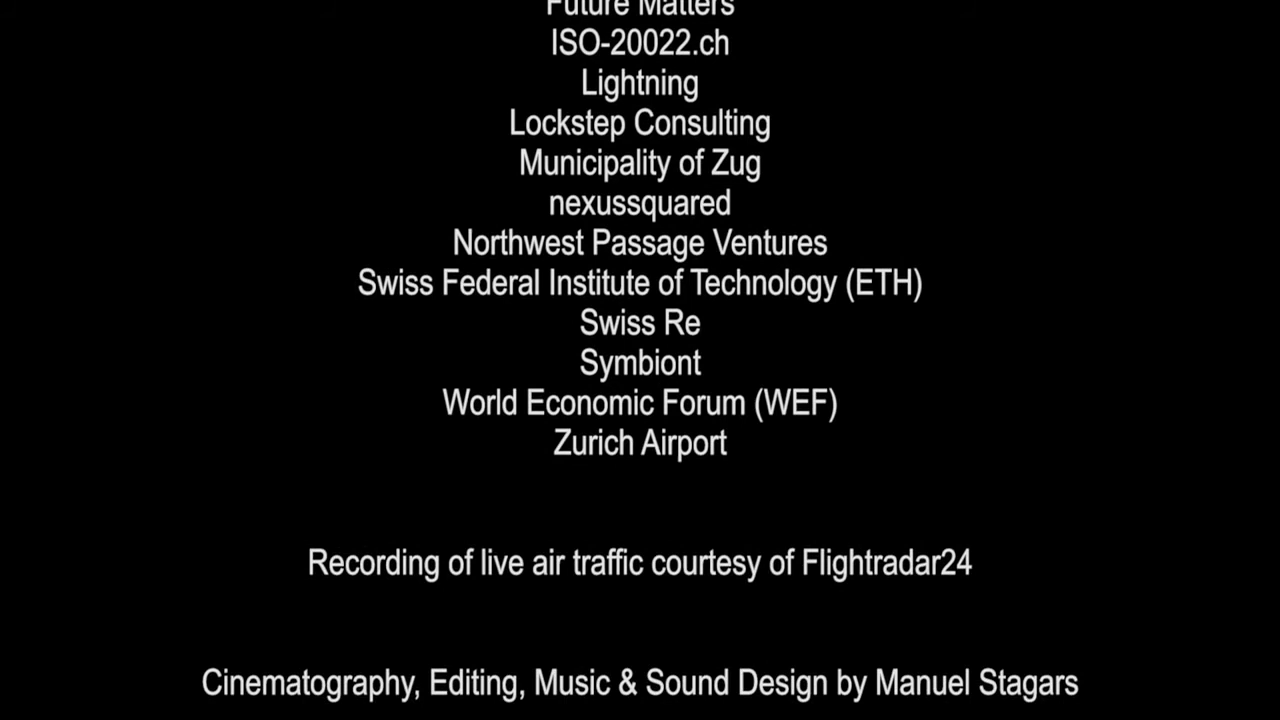 Future Matters
ISO-20022.ch
Lightning
Lockstep Consulting
Municipality of Zug
nexussquared
Northwest Passage Ventures
Swiss Federal Institute of Technology (ETH)
Swiss Re
Symbiont
World Economic Forum (WEF)
Zurich Airport
Recording of live air traffic courtesy of Flightradar24
Cinematography, Editing, Music & Sound Design by Manuel Stagars